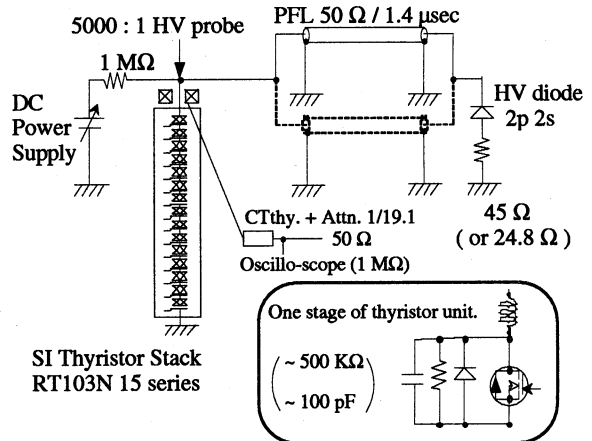 5000 : 1 HV probe
PFL 50 Ω / 1.4 μsec
1 MΩ
DC
Power
Supply
HV diode
2p 2s
CTthy. + Attn. 1/19.1
50 Ω
Oscillo-scope (1 MΩ)
45 Ω
( or 24.8 Ω )
SI Thyristor Stack
RT103N 15 series
One stage of thyristor unit.
( ~ 500 KΩ
~ 100 pF )